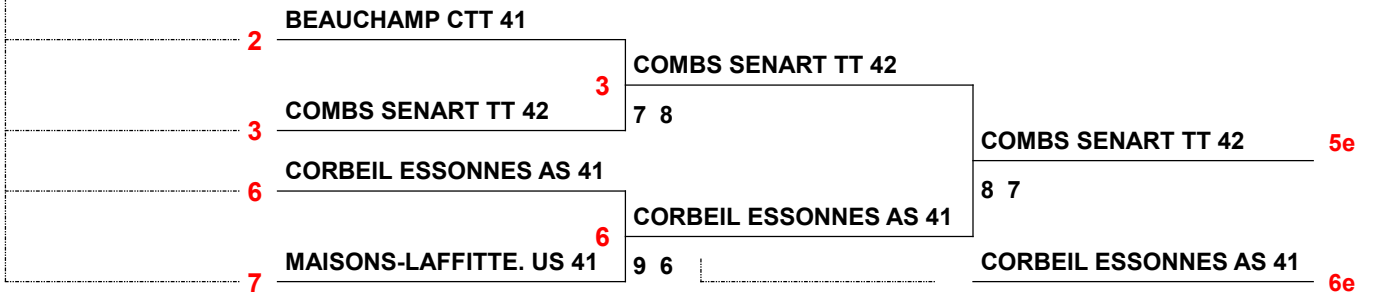 BEAUCHAMP CTT 41
2
COMBS SENART TT 42
3
COMBS SENART TT 42
7 8
3
COMBS SENART TT 42
5e
CORBEIL ESSONNES AS 41
6
8 7
CORBEIL ESSONNES AS 41
6
MAISONS-LAFFITTE. US 41
9 6
CORBEIL ESSONNES AS 41
7
6e